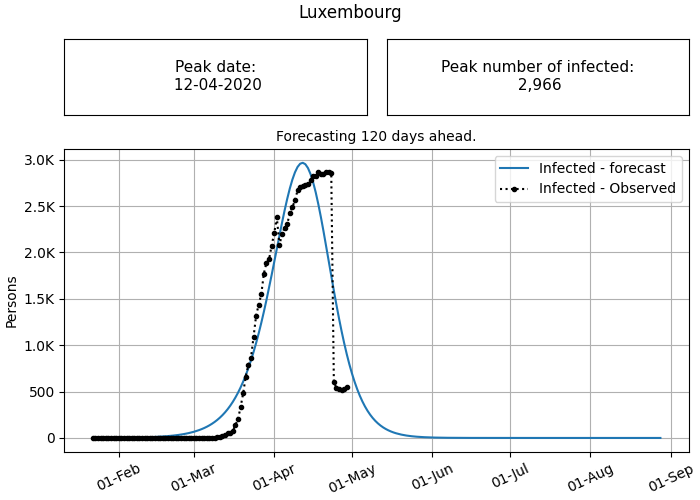 Luxembourg
Peak date:
12-04-2020
Peak number of infected:
2,966
Forecasting 120 days ahead.
Infected - forecast
Infected - Observed
3.0K
2.5K
2.0K
1.5K
1.0K
500
0
Persons
01-Feb
01-Mar
01-Apr
01-May
01-Jun
01-Jul
01-Aug
01-Sep